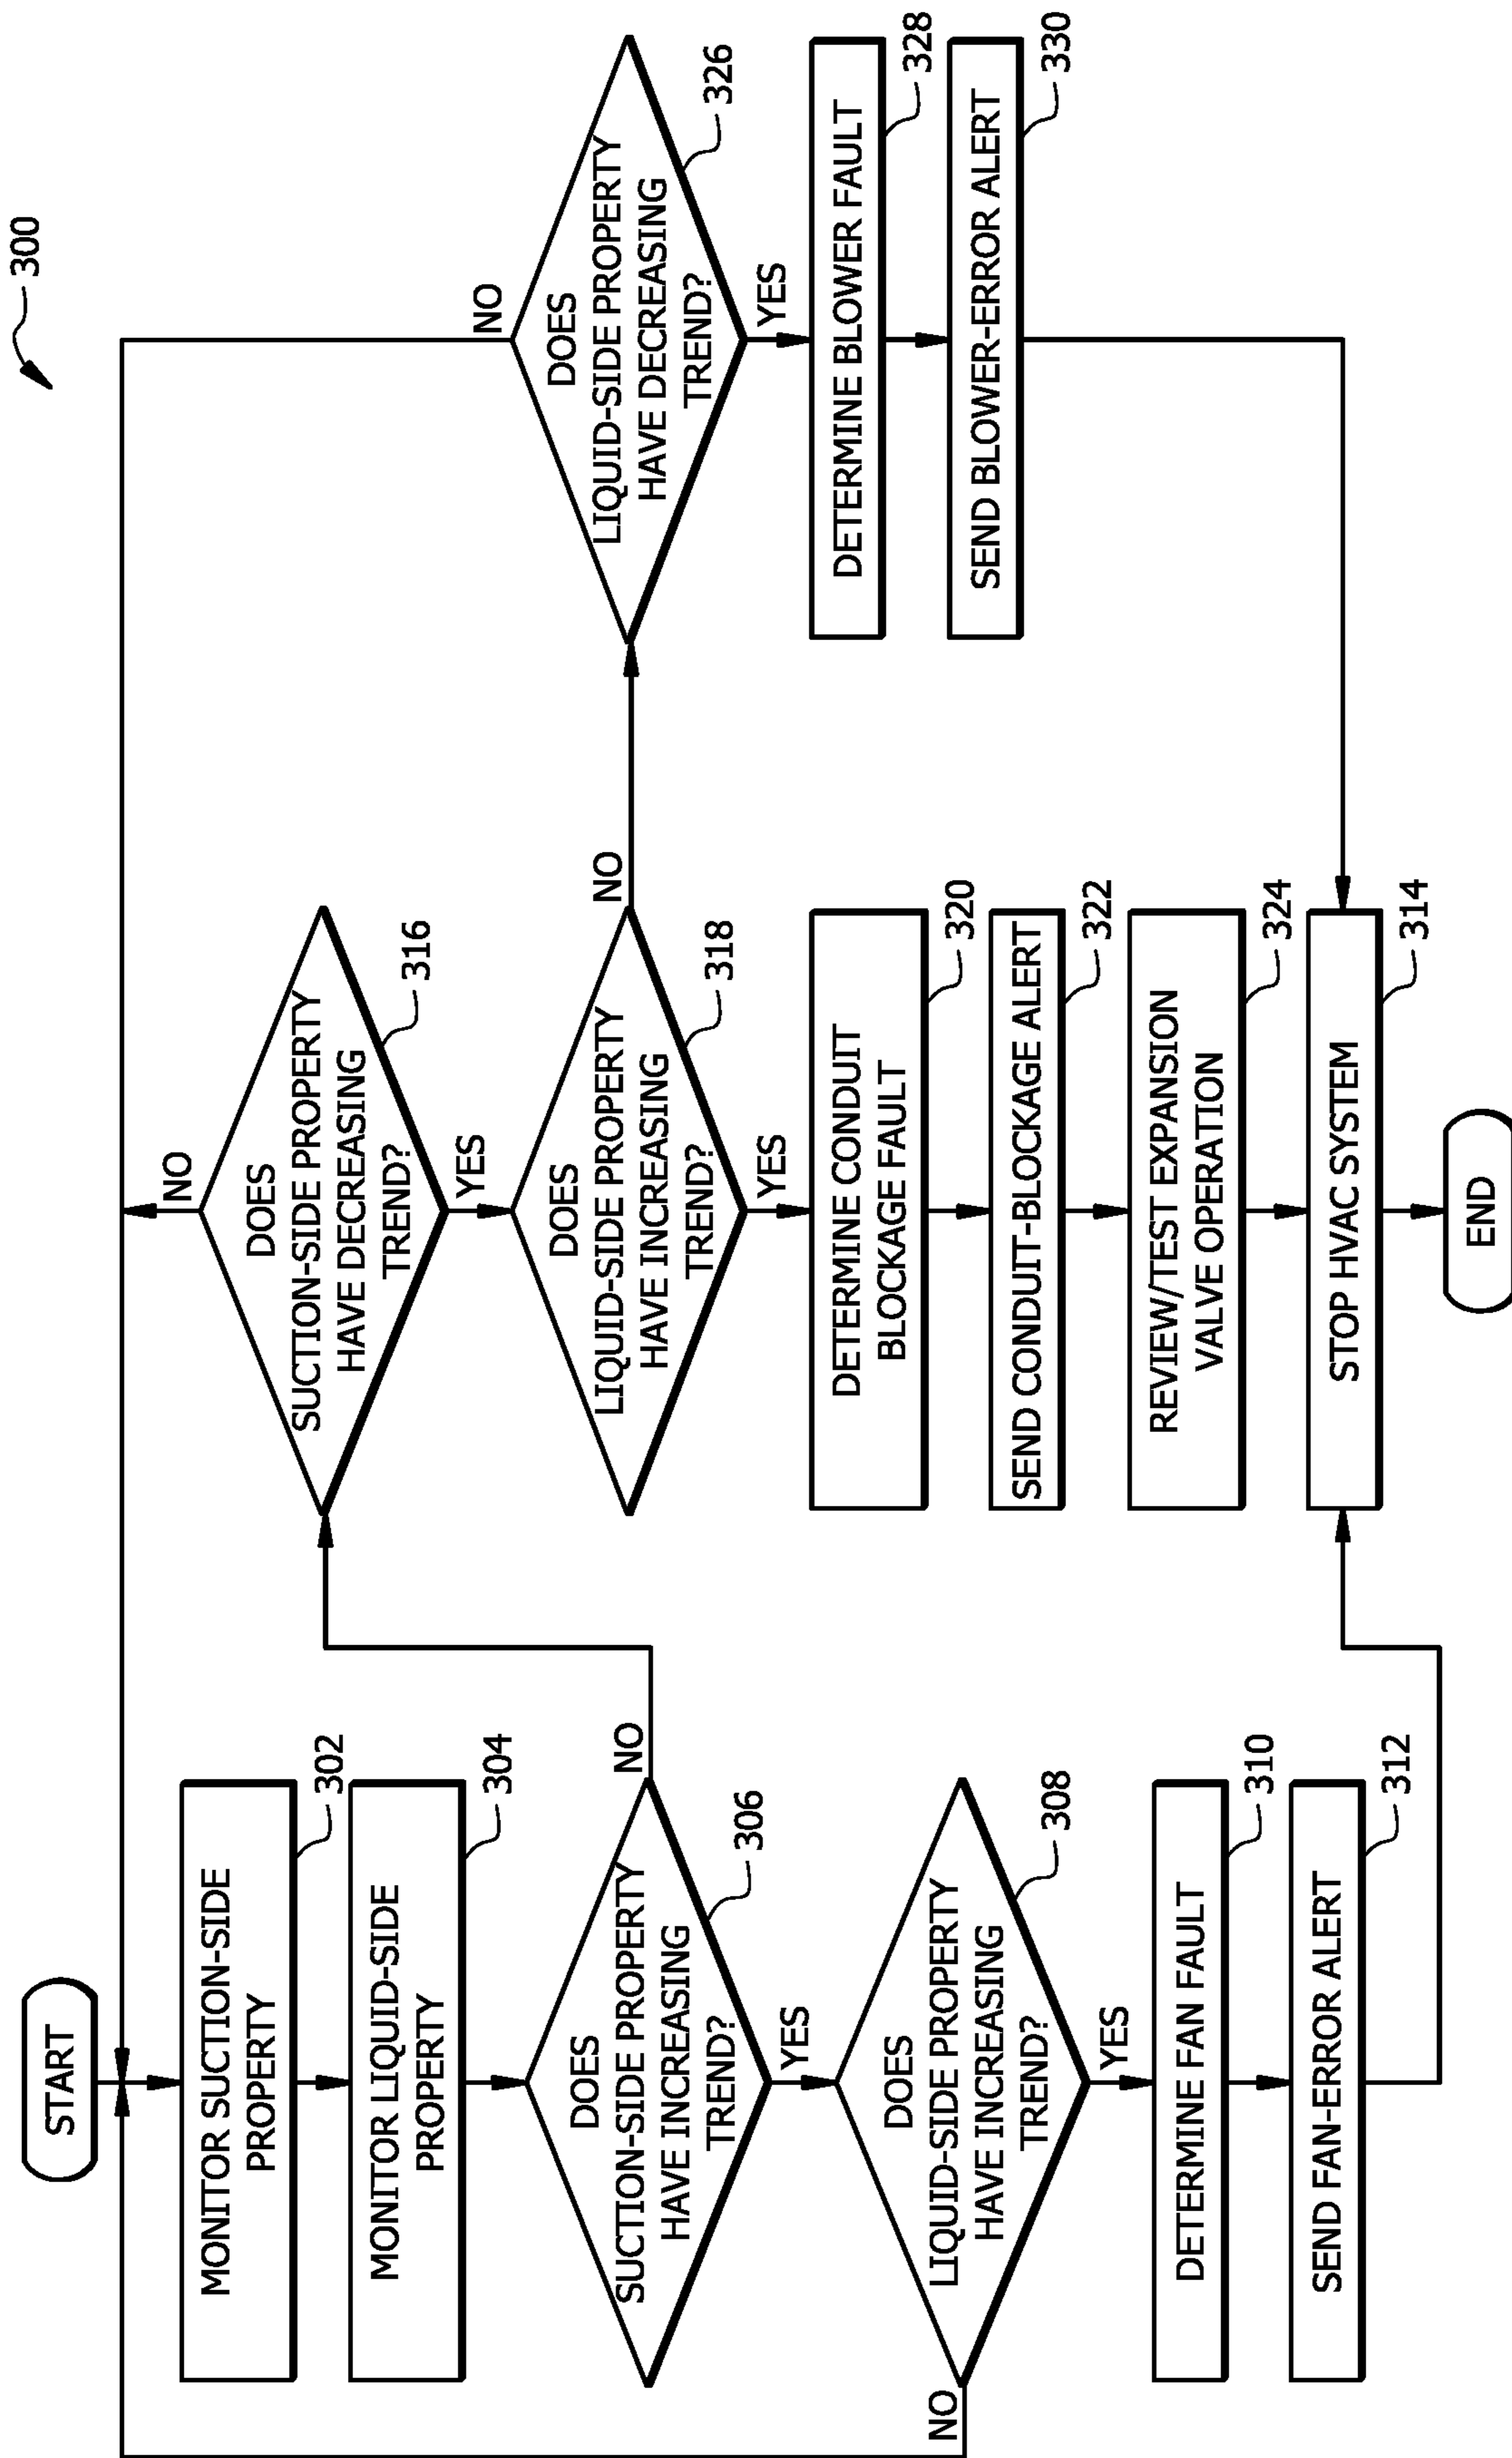 300
START
MONITOR SUCTION-SIDE
PROPERTY
302
MONITOR LIQUID-SIDE
PROPERTY
304
DOES
SUCTION-SIDE PROPERTY
HAVE INCREASING
TREND?
306
NO
YES
DOES
LIQUID-SIDE PROPERTY
HAVE INCREASING
TREND?
308
NO
YES
DETERMINE FAN FAULT
310
SEND FAN-ERROR ALERT
312
NO
DOES
SUCTION-SIDE PROPERTY
HAVE DECREASING
TREND?
316
YES
DOES
LIQUID-SIDE PROPERTY
HAVE INCREASING
TREND?
318
NO
YES
DETERMINE CONDUIT
BLOCKAGE FAULT
320
SEND CONDUIT-BLOCKAGE ALERT
322
REVIEW/TEST EXPANSION
VALVE OPERATION
324
STOP HVAC SYSTEM
314
END
NO
DOES
LIQUID-SIDE PROPERTY
HAVE DECREASING
TREND?
326
YES
DETERMINE BLOWER FAULT
328
SEND BLOWER-ERROR ALERT
330